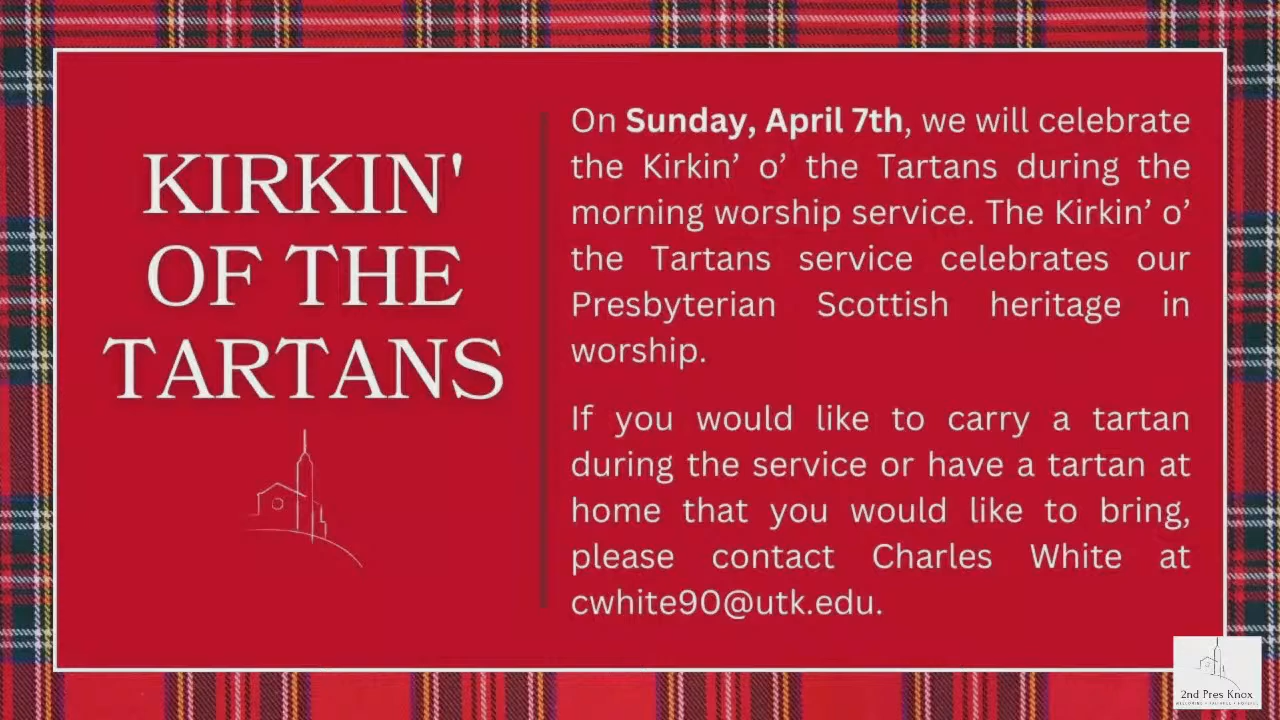 KIRKIN'
OF THE
TARTANS
On Sunday, April 7th, we will celebrate
the Kirkin’ o’ the Tartans during the
morning worship service. The Kirkin’ o’
the Tartans service celebrates our
Presbyterian Scottish heritage in
worship.
If you would like to carry a tartan
during the service or have a tartan at
home that you would like to bring,
please contact Charles White at
cwhite90@utk.edu.
2nd Pres Knox